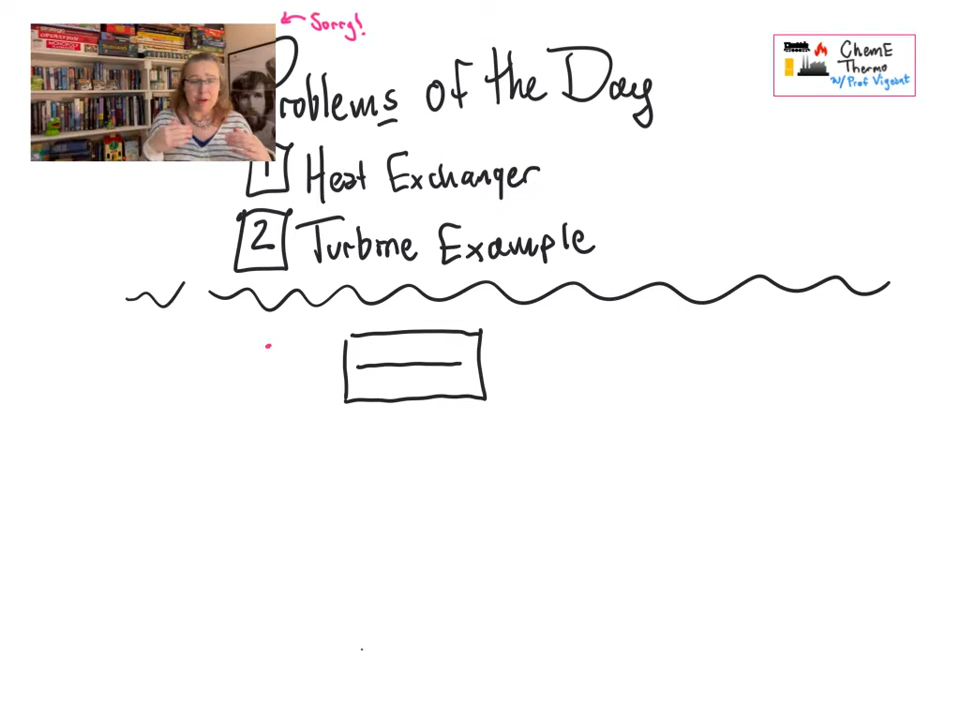 Sorry!
Problems of the Day
1 Heat Exchanger
2 Turbine Example
ChemE
Thermo
w/ Prof Vigeant